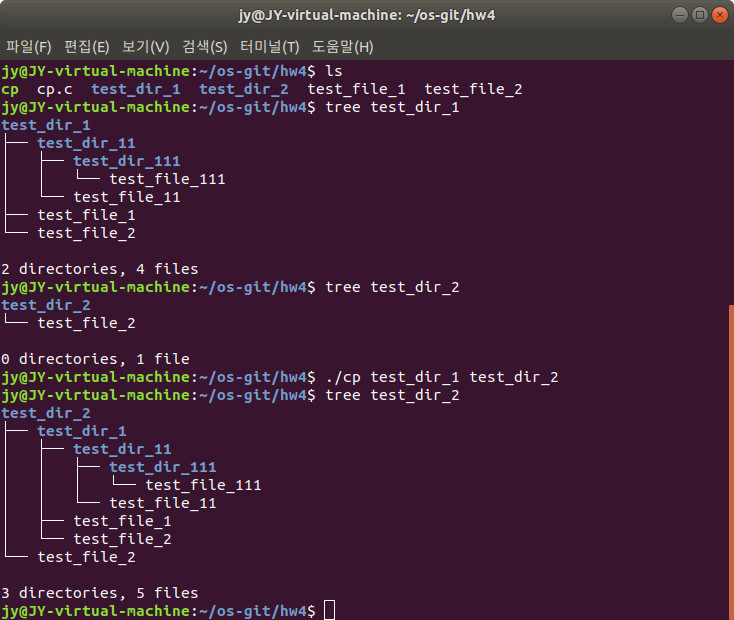 jy@JY-virtual-machine: ~/os-git/hw4
파일(F) 편집(E) 보기(V) 검색(S) 터미널(T) 도움말(H)
jy@JY-virtual-machine:~/os-git/hw4$ ls
cp  cp.c  test_dir_1  test_dir_2  test_file_1  test_file_2
jy@JY-virtual-machine:~/os-git/hw4$ tree test_dir_1
test_dir_1
├── test_dir_11
│   ├── test_dir_111
│   │   └── test_file_111
│   └── test_file_11
├── test_file_1
└── test_file_2
2 directories, 4 files
jy@JY-virtual-machine:~/os-git/hw4$ tree test_dir_2
test_dir_2
└── test_file_2
0 directories, 1 file
jy@JY-virtual-machine:~/os-git/hw4$ ./cp test_dir_1 test_dir_2
jy@JY-virtual-machine:~/os-git/hw4$ tree test_dir_2
test_dir_2
├── test_dir_1
│   ├── test_dir_11
│   │   ├── test_dir_111
│   │   │   └── test_file_111
│   │   └── test_file_11
│   ├── test_file_1
│   └── test_file_2
└── test_file_2
3 directories, 5 files
jy@JY-virtual-machine:~/os-git/hw4$